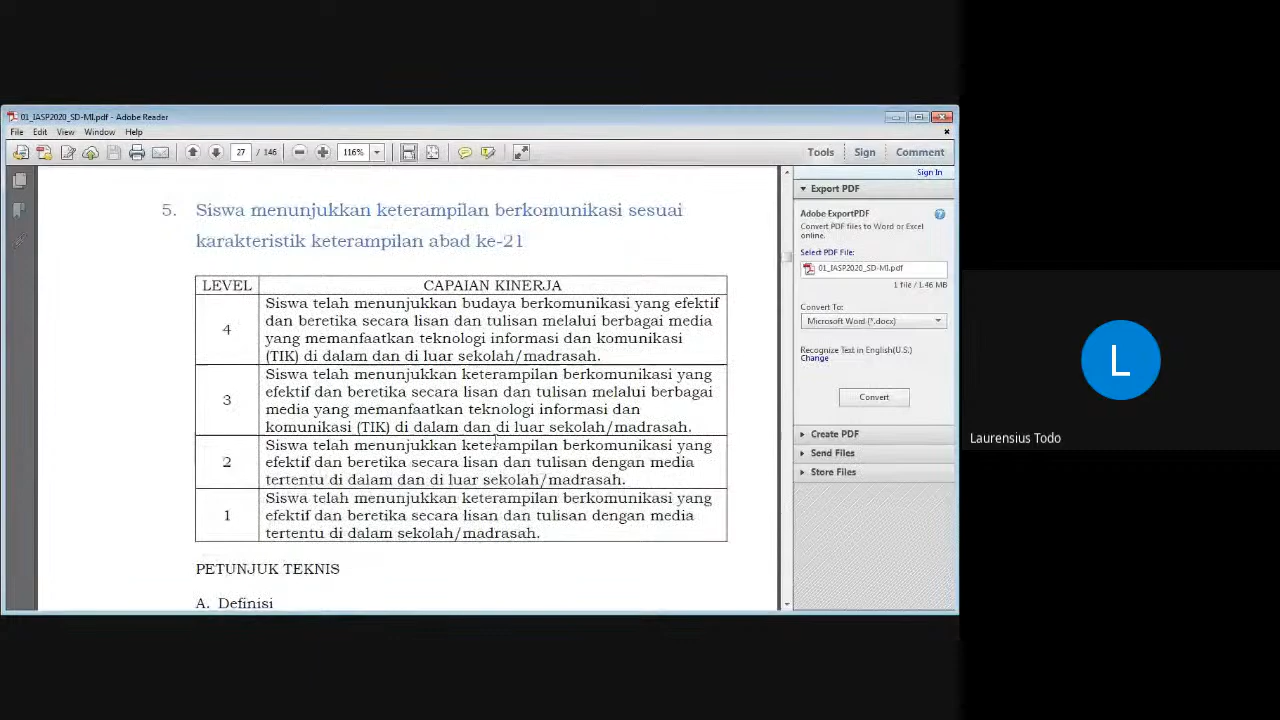 01_IASP2020_SD-MI.pdf - Adobe Reader
File Edit View Window Help
27 / 146 116% Tools Sign Comment
Sign In
Export PDF
Adobe ExportPDF
Convert PDF files to Word or Excel
online.
Select PDF File:
01_IASP2020_SD-MI.pdf
1 file / 1.46 MB
Convert To:
Microsoft Word (*.docx)
Recognize Text in English(U.S.)
Change
Convert
Create PDF
Send Files
Store Files
5. Siswa menunjukkan keterampilan berkomunikasi sesuai
karakteristik keterampilan abad ke-21
LEVEL CAPAIAN KINERJA
4
Siswa telah menunjukkan budaya berkomunikasi yang efektif
dan beretika secara lisan dan tulisan melalui berbagai media
yang memanfaatkan teknologi informasi dan komunikasi
(TIK) di dalam dan di luar sekolah/madrasah.
3
Siswa telah menunjukkan keterampilan berkomunikasi yang
efektif dan beretika secara lisan dan tulisan melalui berbagai
media yang memanfaatkan teknologi informasi dan
komunikasi (TIK) di dalam dan di luar sekolah/madrasah.
2
Siswa telah menunjukkan keterampilan berkomunikasi yang
efektif dan beretika secara lisan dan tulisan dengan media
tertentu di dalam dan di luar sekolah/madrasah.
1
Siswa telah menunjukkan keterampilan berkomunikasi yang
efektif dan beretika secara lisan dan tulisan dengan media
tertentu di dalam sekolah/madrasah.
PETUNJUK TEKNIS
A. Definisi
L
Laurensius Todo